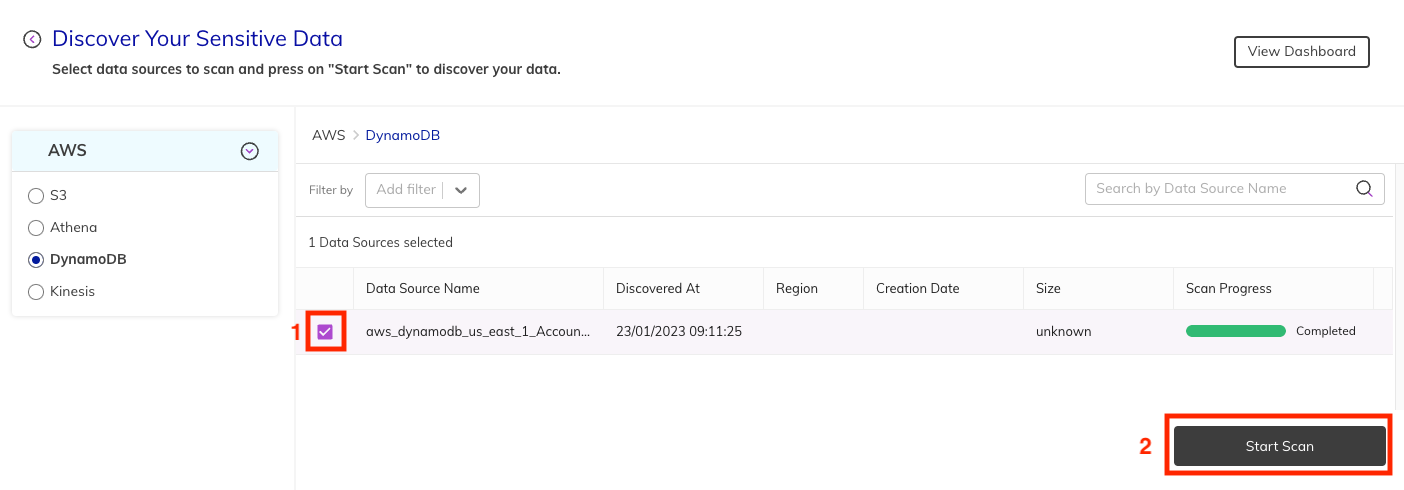 Discover Your Sensitive Data
Select data sources to scan and press on "Start Scan" to discover your data.
View Dashboard
AWS
S3
Athena
DynamoDB
Kinesis
AWS > DynamoDB
Filter by Add filter
Search by Data Source Name
1 Data Sources selected
Data Source Name Discovered At Region Creation Date Size Scan Progress
1 aws_dynamodb_us_east_1_Accoun... 23/01/2023 09:11:25 unknown Completed
2 Start Scan